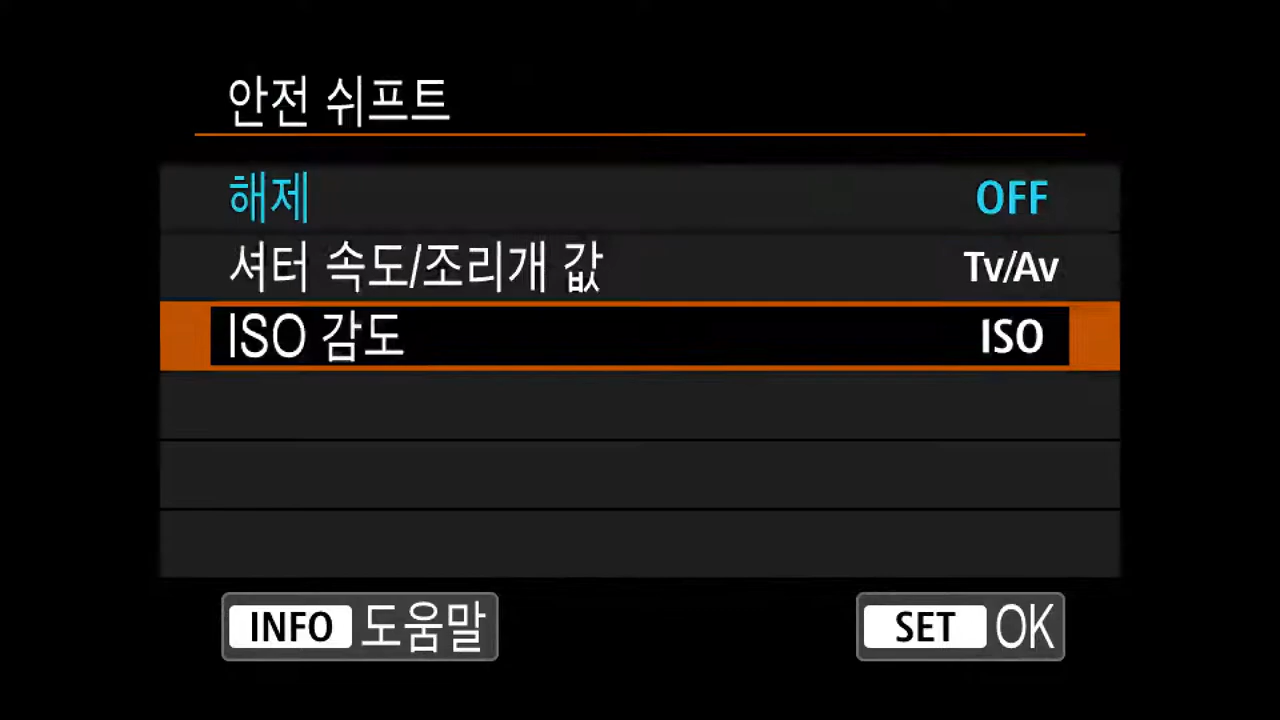 안전 쉬프트
해제 OFF
셔터 속도/조리개 값 Tv/Av
ISO 감도 ISO
INFO 도움말 SET OK